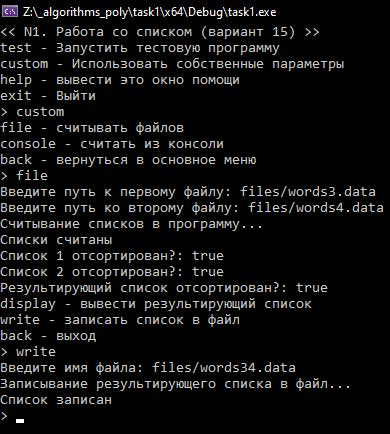 Z:\_algorithms_poly\task1\x64\Debug\task1.exe
<< N1. Работа со списком (вариант 15) >>
test - Запустить тестовую программу
custom - Использовать собственные параметры
help - вывести это окно помощи
exit - Выйти
> custom
file - считывать файлов
console - считать из консоли
back - вернуться в основное меню
> file
Введите путь к первому файлу: files/words3.data
Введите путь ко второму файлу: files/words4.data
Считывание списков в программу...
Списки считаны
Список 1 отсортирован?: true
Список 2 отсортирован?: true
Результирующий список отсортирован?: true
display - вывести результирующий список
write - записать список в файл
back - выход
> write
Введите имя файла: files/words34.data
Записывание результирующего списка в файл...
Список записан
>